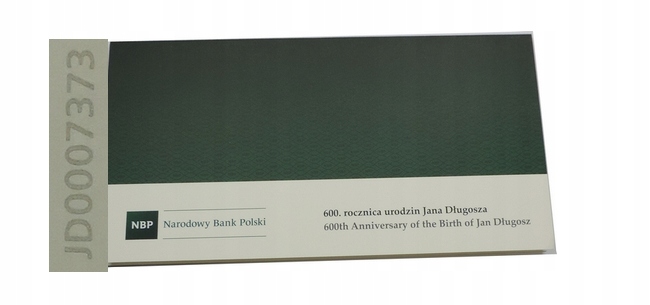 JD0007373
NBP
Narodowy Bank Polski
600. rocznica urodzin Jana Długosza
600th Anniversary of the Birth of Jan Długosz